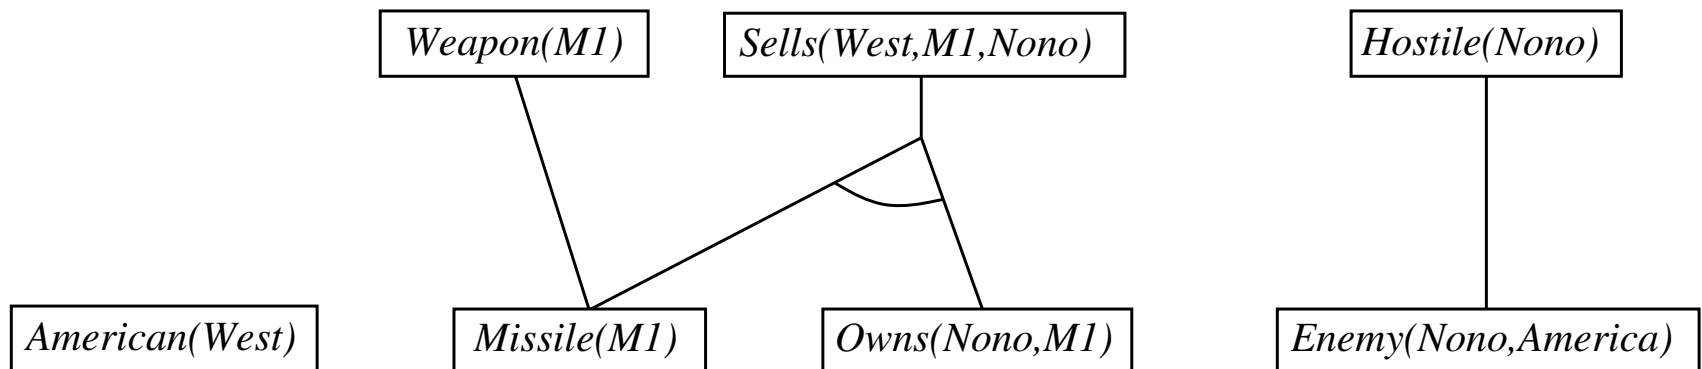 Weapon(M1)
Sells(West,M1,Nono)
Hostile(Nono)
American(West)
Missile(M1)
Owns(Nono,M1)
Enemy(Nono,America)